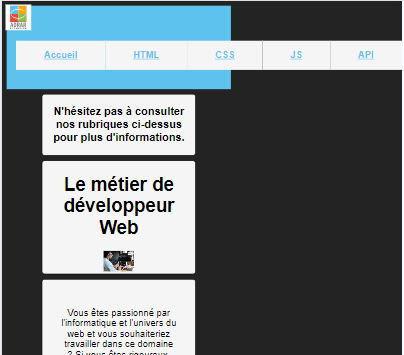 ADRAR
Accueil
HTML
CSS
JS
API
N'hésitez pas à consulter
nos rubriques ci-dessus
pour plus d'informations.
Le métier de
développeur
Web
Vous êtes passionné par
l'informatique et l'univers du
web et vous souhaiteriez
travailler dans ce domaine
? Si vous êtes rigoureux,